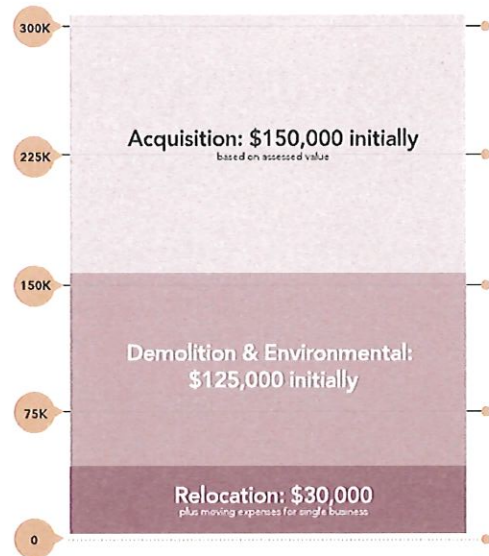 300K
Acquisition: $150,000 initially
based on assessed value
225K
150K
Demolition & Environmental:
$125,000 initially
75K
Relocation: $30,000
plus moving expenses for single business
0